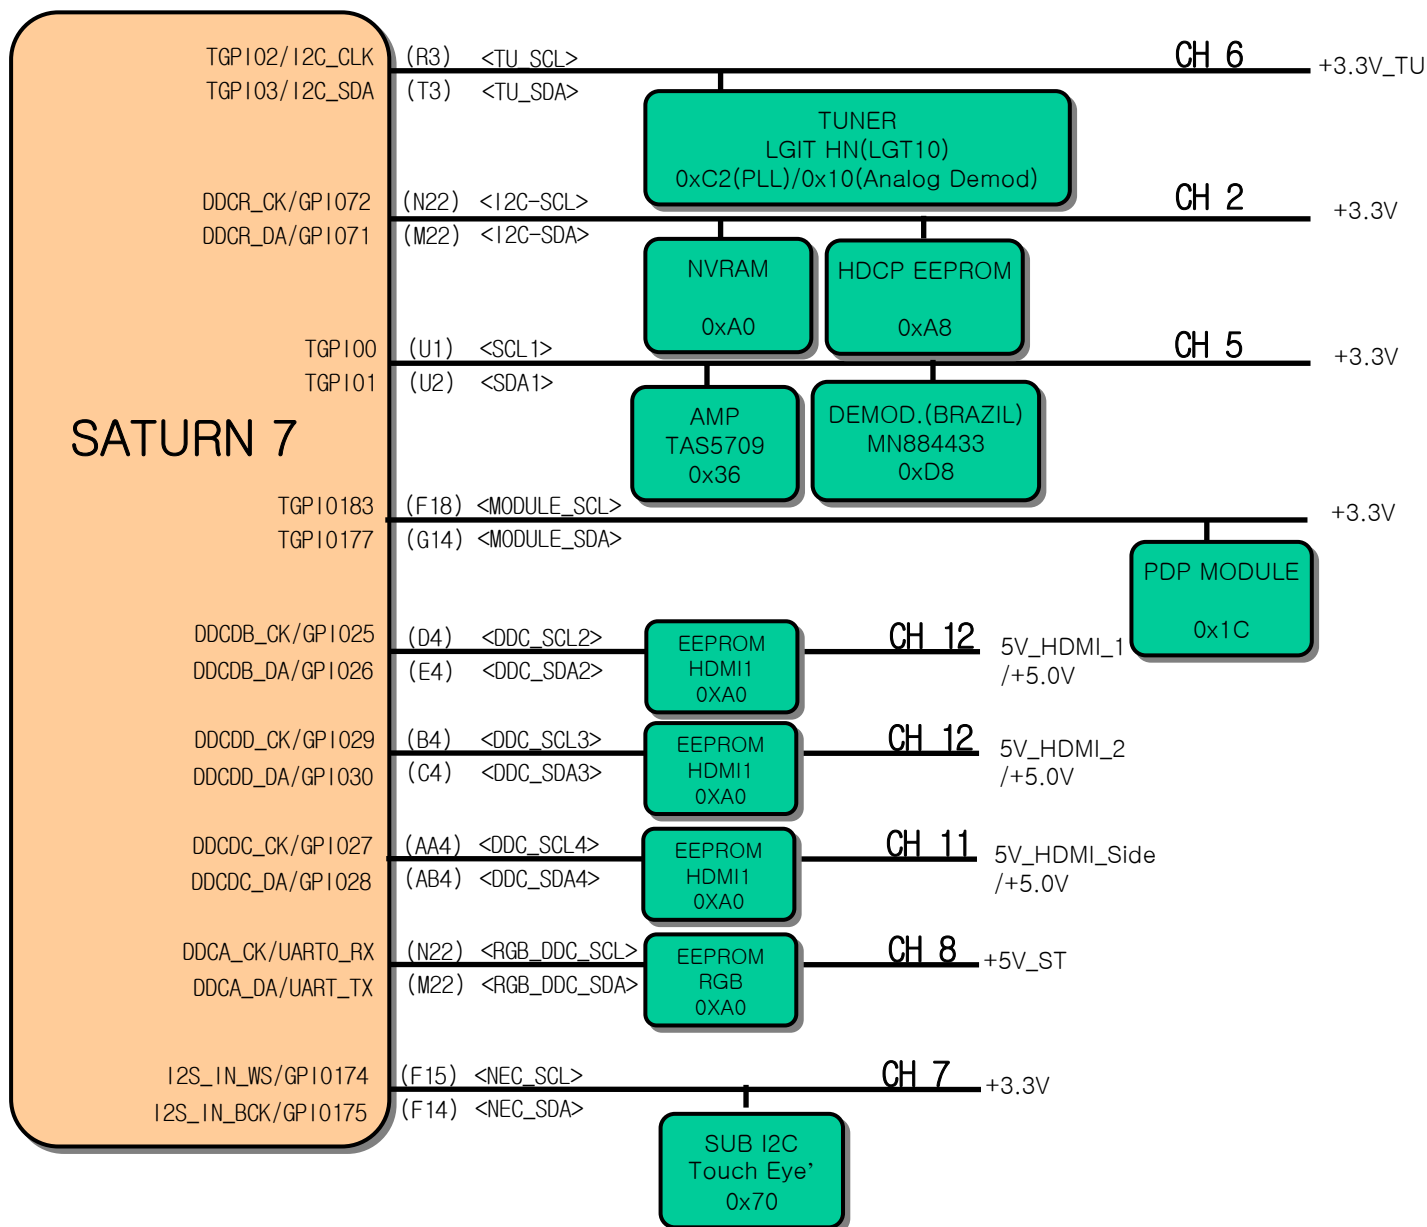 TGPIO2/I2C_CLK (R3) <TU_SCL> CH 6 +3.3V_TU
TGPIO3/I2C_SDA (T3) <TU_SDA>
TUNER
LGIT HN(LGT10)
0xC2(PLL)/0x10(Analog Demod)
DDCR_CK/GPIO72 (N22) <I2C-SCL> CH 2 +3.3V
DDCR_DA/GPIO71 (M22) <I2C-SDA>
NVRAM
0xA0
HDCP EEPROM
0xA8
TGPIO0 (U1) <SCL1> CH 5 +3.3V
TGPIO1 (U2) <SDA1>
AMP
TAS5709
0x36
DEMOD.(BRAZIL)
MN884433
0xD8
SATURN 7
TGPIO183 (F18) <MODULE_SCL> +3.3V
TGPIO177 (G14) <MODULE_SDA>
PDP MODULE
0x1C
DDCDB_CK/GPIO25 (D4) <DDC_SCL2> CH 12 5V_HDMI_1
DDCDB_DA/GPIO26 (E4) <DDC_SDA2> /+5.0V
EEPROM
HDMI1
0XA0
DDCDD_CK/GPIO29 (B4) <DDC_SCL3> CH 12 5V_HDMI_2
DDCDD_DA/GPIO30 (C4) <DDC_SDA3> /+5.0V
EEPROM
HDMI1
0XA0
DDCDC_CK/GPIO27 (AA4) <DDC_SCL4> CH 11 5V_HDMI_Side
DDCDC_DA/GPIO28 (AB4) <DDC_SDA4> /+5.0V
EEPROM
HDMI1
0XA0
DDCA_CK/UART0_RX (N22) <RGB_DDC_SCL> CH 8 +5V_ST
DDCA_DA/UART_TX (M22) <RGB_DDC_SDA>
EEPROM
RGB
0XA0
I2S_IN_WS/GPIO174 (F15) <NEC_SCL> CH 7 +3.3V
I2S_IN_BCK/GPIO175 (F14) <NEC_SDA>
SUB I2C
Touch Eye’
0x70